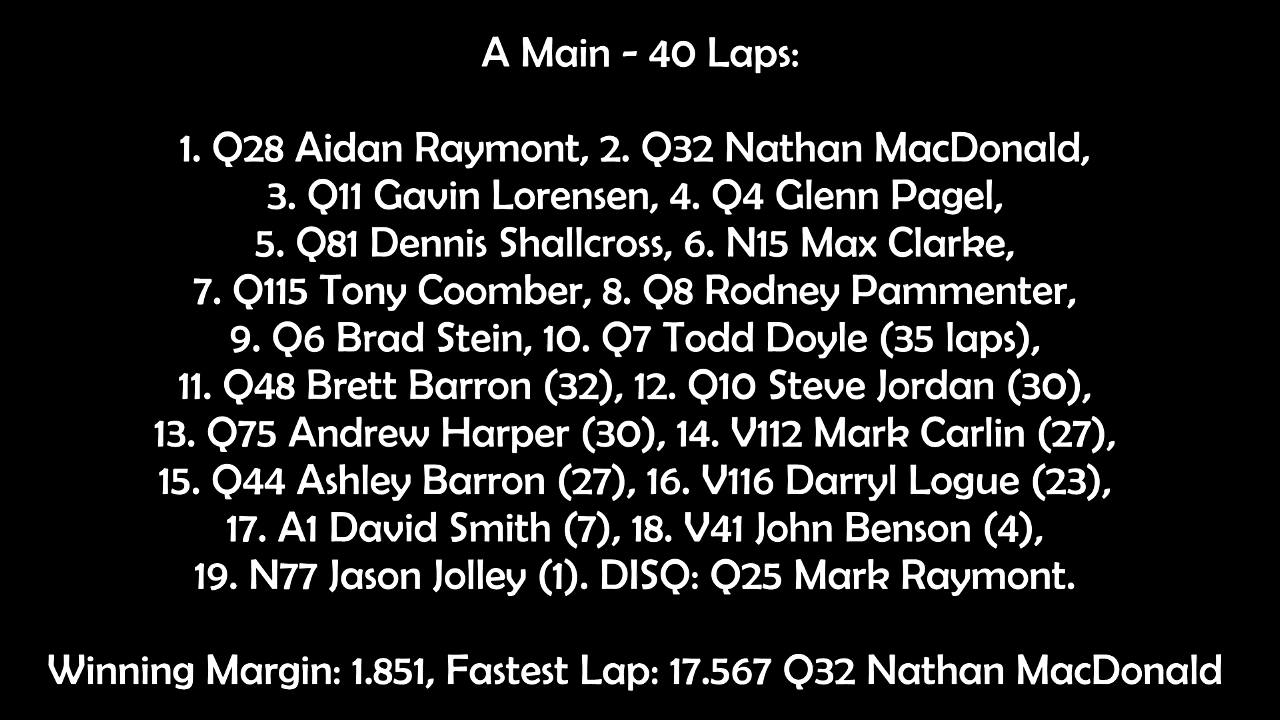 A Main - 40 Laps:
1. Q28 Aidan Raymont, 2. Q32 Nathan MacDonald,
3. Q11 Gavin Lorensen, 4. Q4 Glenn Pagel,
5. Q81 Dennis Shallcross, 6. N15 Max Clarke,
7. Q115 Tony Coomber, 8. Q8 Rodney Pammenter,
9. Q6 Brad Stein, 10. Q7 Todd Doyle (35 laps),
11. Q48 Brett Barron (32), 12. Q10 Steve Jordan (30),
13. Q75 Andrew Harper (30), 14. V112 Mark Carlin (27),
15. Q44 Ashley Barron (27), 16. V116 Darryl Logue (23),
17. A1 David Smith (7), 18. V41 John Benson (4),
19. N77 Jason Jolley (1). DISQ: Q25 Mark Raymont.
Winning Margin: 1.851, Fastest Lap: 17.567 Q32 Nathan MacDonald